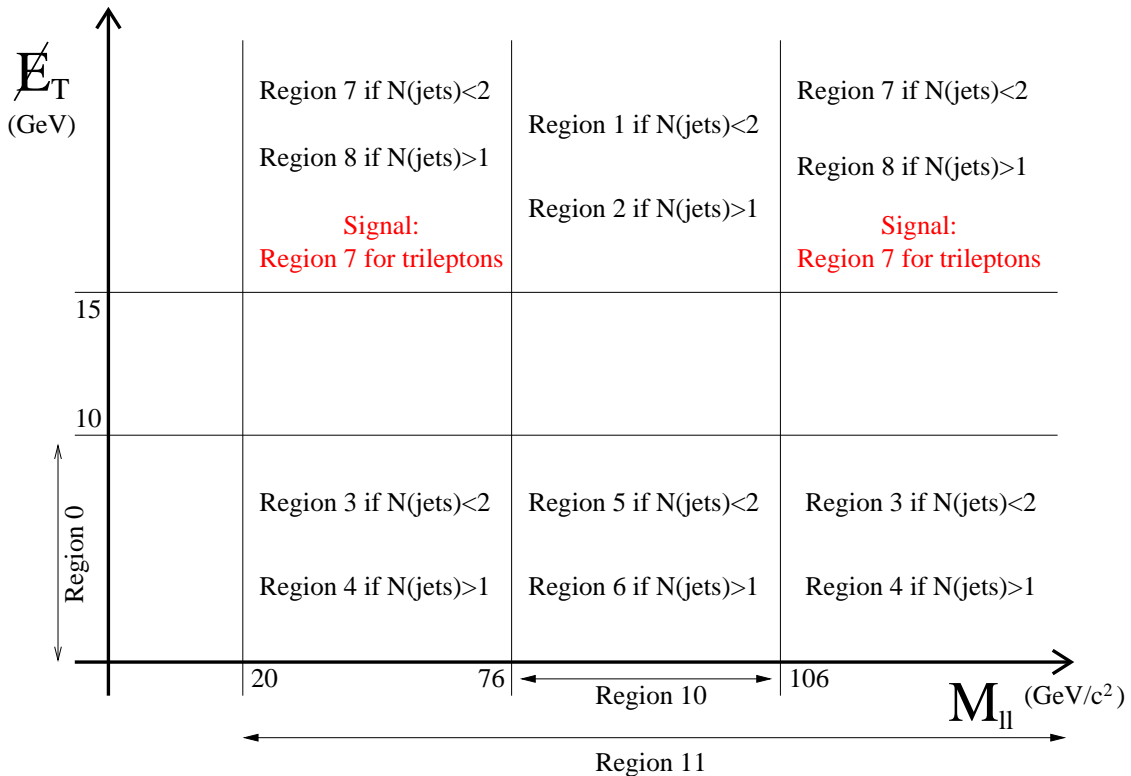 E̸_T
(GeV)
Region 7 if N(jets)<2
Region 8 if N(jets)>1
Signal:
Region 7 for trileptons
Region 1 if N(jets)<2
Region 2 if N(jets)>1
Region 7 if N(jets)<2
Region 8 if N(jets)>1
Signal:
Region 7 for trileptons
15
10
Region 0
Region 3 if N(jets)<2
Region 4 if N(jets)>1
Region 5 if N(jets)<2
Region 6 if N(jets)>1
Region 3 if N(jets)<2
Region 4 if N(jets)>1
20
76
106
Region 10
M_ll (GeV/c²)
Region 11